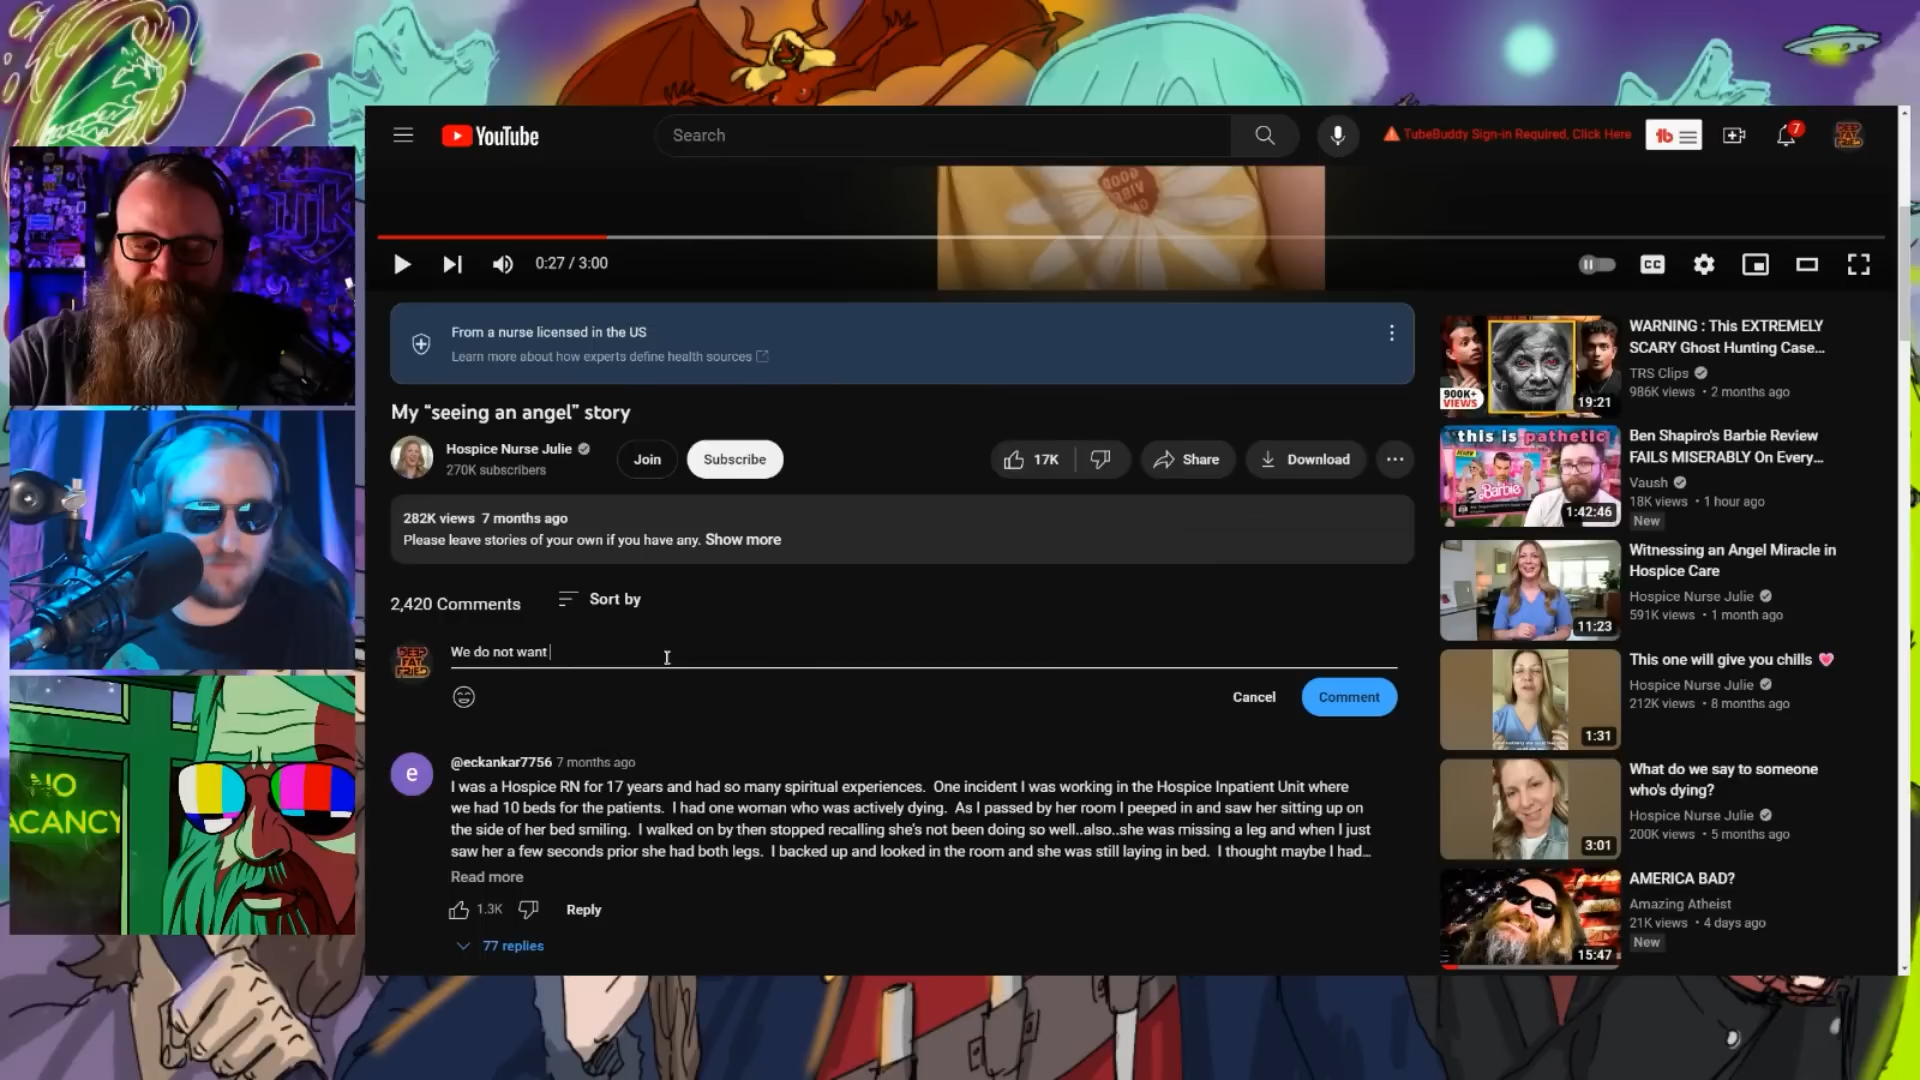 YouTube
Search
TubeBuddy Sign-in Required, Click Here
tb
7
GOOD
0:27 / 3:00
CC
From a nurse licensed in the US
Learn more about how experts define health sources
My “seeing an angel” story
Hospice Nurse Julie
270K subscribers
Join
Subscribe
17K
Share
Download
282K views 7 months ago
Please leave stories of your own if you have any. Show more
2,420 Comments
Sort by
DEEP
FAT
FRIED
We do not want
Cancel
Comment
e
@eckankar7756 7 months ago
I was a Hospice RN for 17 years and had so many spiritual experiences. One incident I was working in the Hospice Inpatient Unit where
we had 10 beds for the patients. I had one woman who was actively dying. As I passed by her room I peeped in and saw her sitting up on
the side of her bed smiling. I walked on by then stopped recalling she's not been doing so well..also..she was missing a leg and when I just
saw her a few seconds prior she had both legs. I backed up and looked in the room and she was still laying in bed. I thought maybe I had...
Read more
1.3K
Reply
77 replies
900K+
VIEWS
19:21
WARNING : This EXTREMELY
SCARY Ghost Hunting Case...
TRS Clips
986K views • 2 months ago
this is pathetic
Barbie
1:42:46
Ben Shapiro's Barbie Review
FAILS MISERABLY On Every...
Vaush
18K views • 1 hour ago
New
11:23
Witnessing an Angel Miracle in
Hospice Care
Hospice Nurse Julie
591K views • 1 month ago
1:31
This one will give you chills
Hospice Nurse Julie
212K views • 8 months ago
3:01
What do we say to someone
who's dying?
Hospice Nurse Julie
200K views • 5 months ago
15:47
AMERICA BAD?
Amazing Atheist
21K views • 4 days ago
New
NO
VACANCY